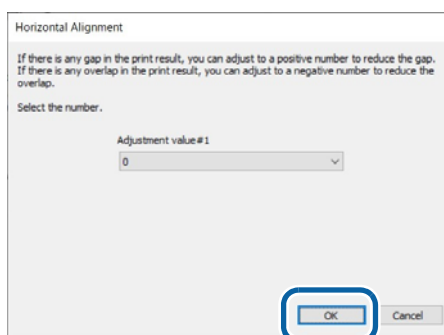 Horizontal Alignment
If there is any gap in the print result, you can adjust to a positive number to reduce the gap.
If there is any overlap in the print result, you can adjust to a negative number to reduce the
overlap.
Select the number.
Adjustment value#1
0
OK Cancel